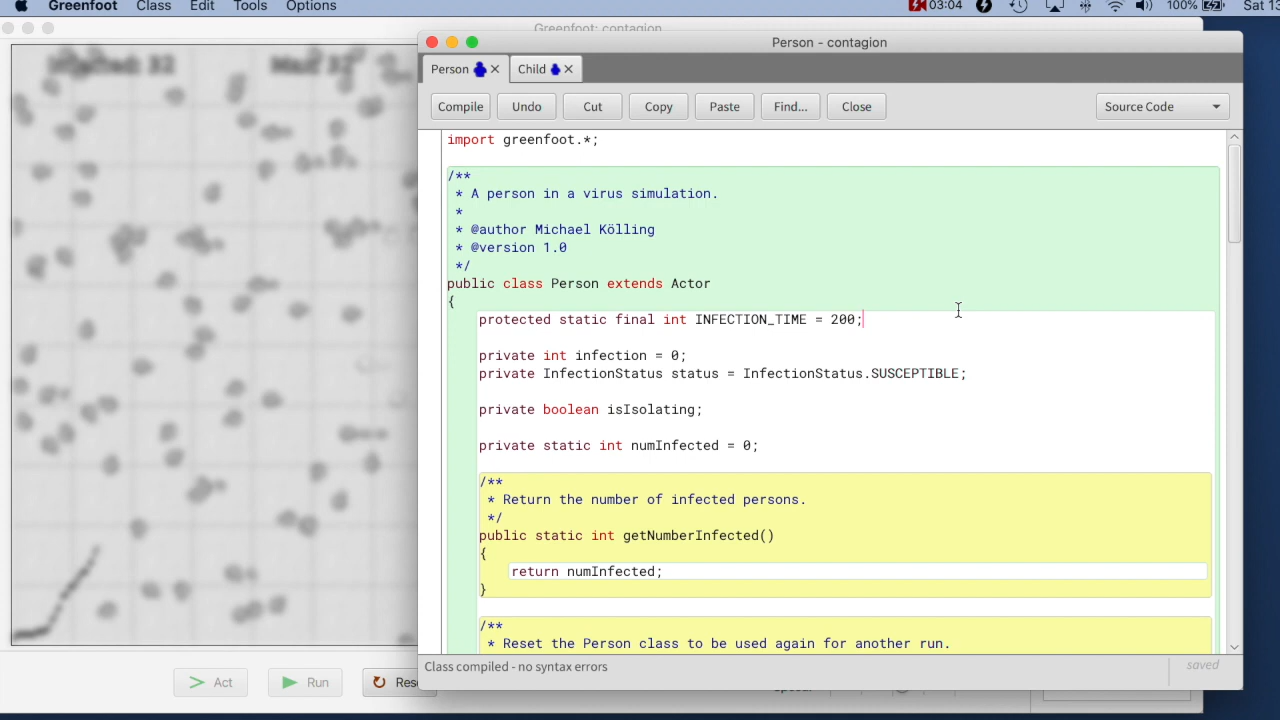 Greenfoot Class Edit Tools Options 03:04 100% Sat 13
Greenfoot: contagion
Infected: 32 Max: 32
Person - contagion
Person Child
Compile Undo Cut Copy Paste Find... Close Source Code
import greenfoot.*;
/**
* A person in a virus simulation.
*
* @author Michael Kölling
* @version 1.0
*/
public class Person extends Actor
{
protected static final int INFECTION_TIME = 200;
private int infection = 0;
private InfectionStatus status = InfectionStatus.SUSCEPTIBLE;
private boolean isIsolating;
private static int numInfected = 0;
/**
* Return the number of infected persons.
*/
public static int getNumberInfected()
{
return numInfected;
}
/**
* Reset the Person class to be used again for another run.
Class compiled - no syntax errors
saved
Act Run